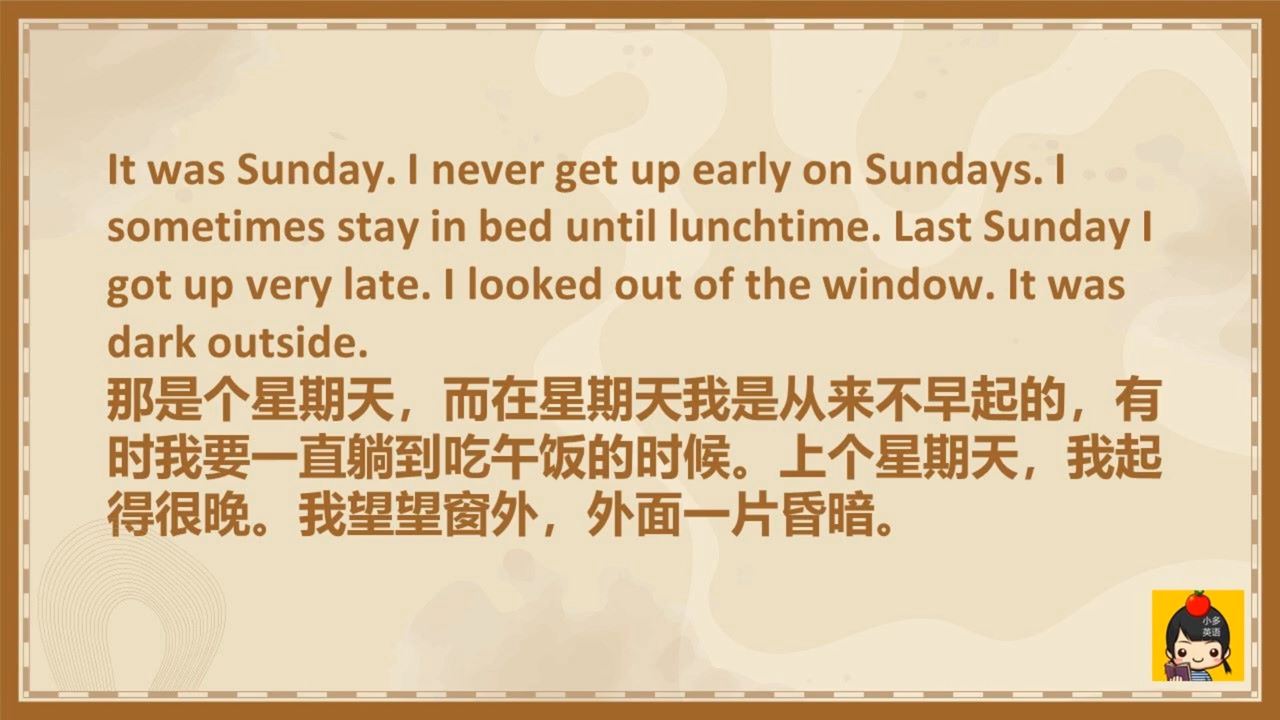 It was Sunday. I never get up early on Sundays. I
sometimes stay in bed until lunchtime. Last Sunday I
got up very late. I looked out of the window. It was
dark outside.
那是个星期天，而在星期天我是从来不早起的，有
时我要一直躺到吃午饭的时候。上个星期天，我起
得很晚。我望望窗外，外面一片昏暗。
小多
英语